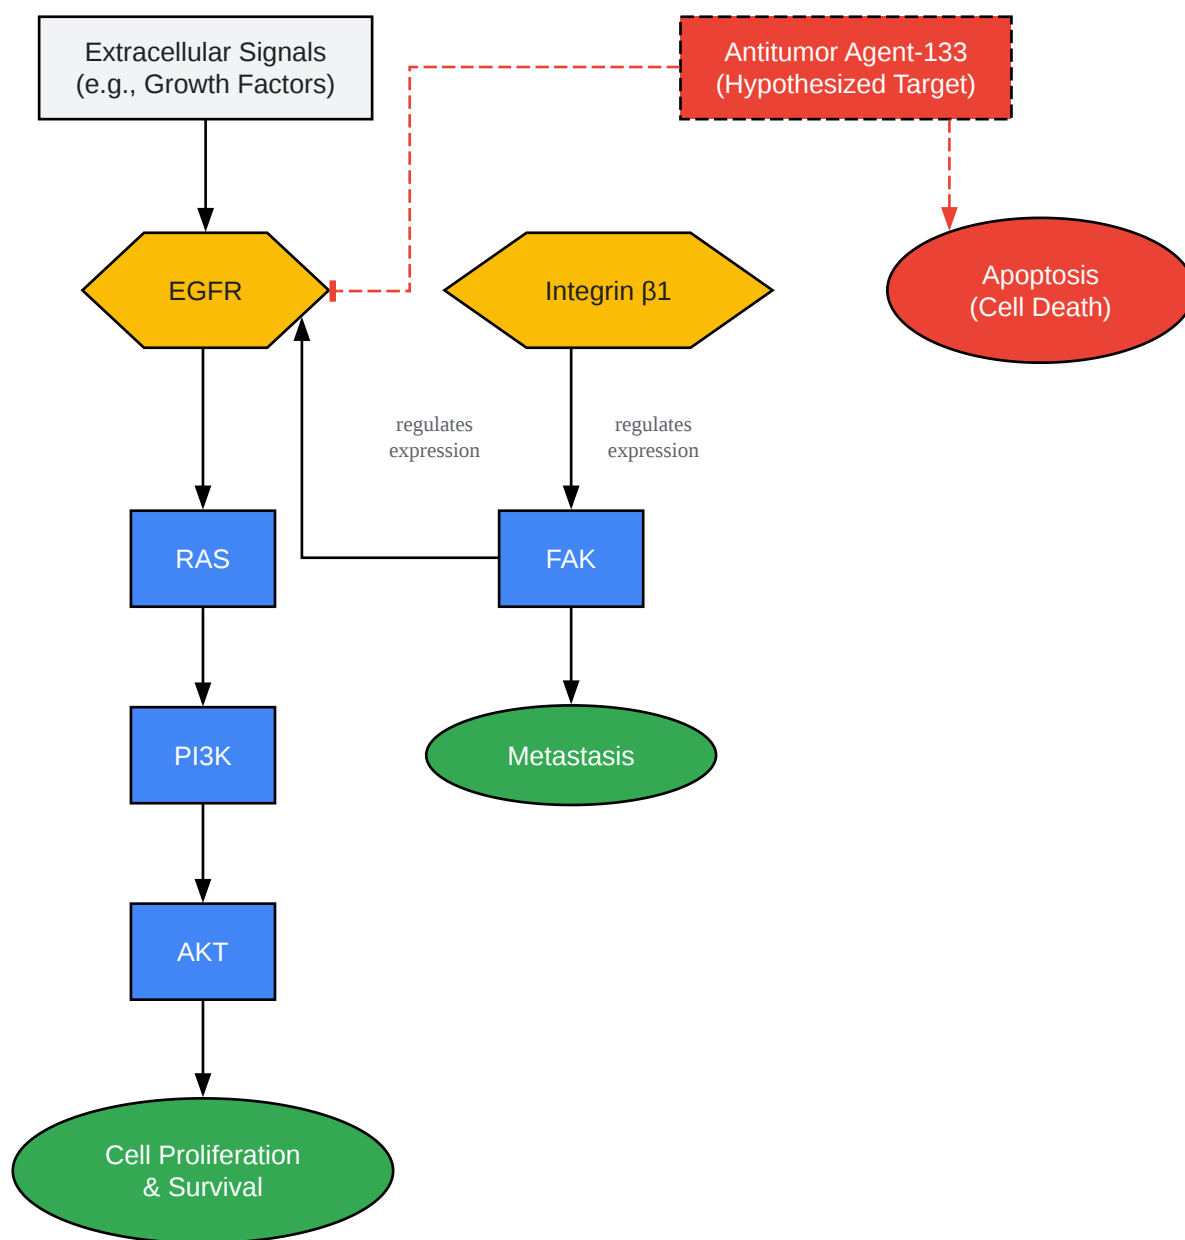 Extracellular Signals
(e.g., Growth Factors)
Antitumor Agent-133
(Hypothesized Target)
EGFR
Integrin β1
Apoptosis
(Cell Death)
regulates
expression
regulates
expression
RAS
FAK
PI3K
Metastasis
AKT
Cell Proliferation
& Survival